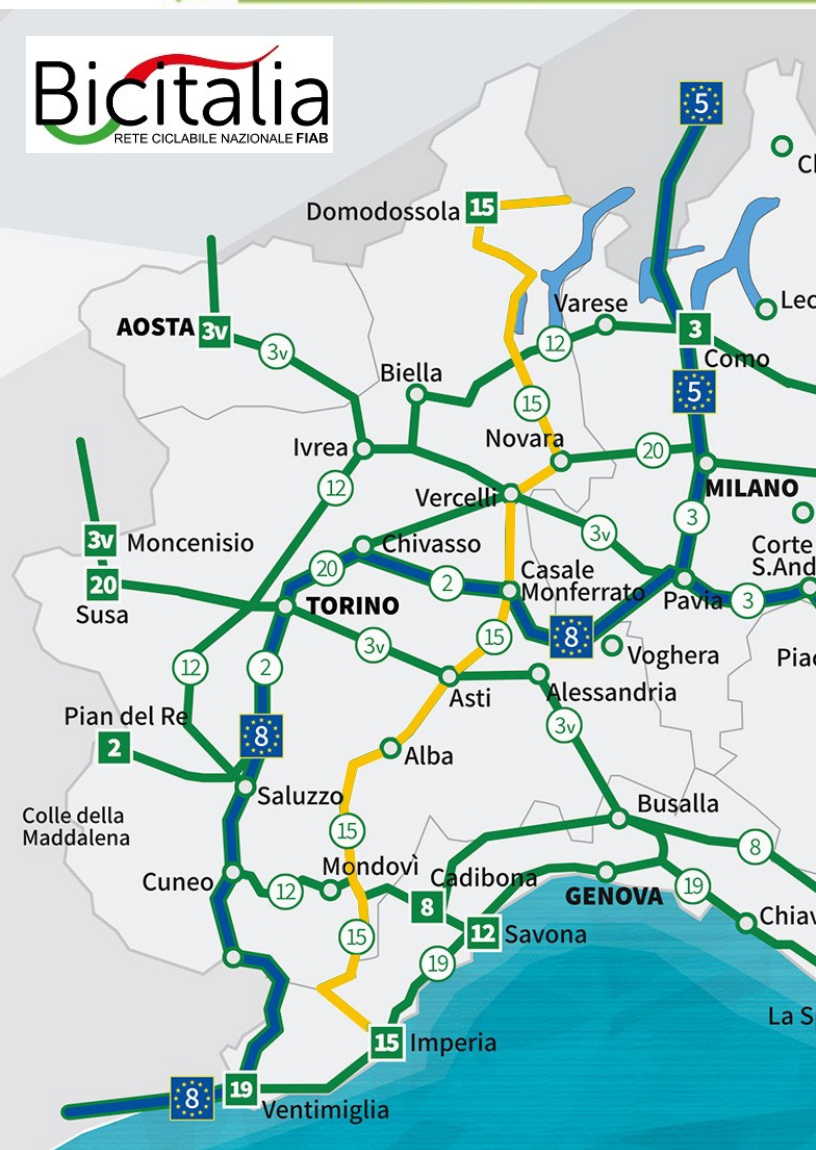 Bicitalia
RETE CICLABILE NAZIONALE FIAB
5
Cl
Domodossola 15
Varese
Lec
AOSTA 3v
3v
12
3
Como
Biella
5
15
Novara
Ivrea
20
12
Vercelli
MILANO
3
3v
3v Moncenisio
Chivasso
Corte
S.And
20
20
2
Casale
Monferrato
Susa
TORINO
Pavia
3
3v
15
8
12
2
Voghera
Piac
Asti
Alessandria
Pian del Re
2
8
3v
Alba
Saluzzo
Busalla
Colle della
Maddalena
15
8
Mondovì
Cuneo
12
Cadibona
GENOVA
19
8
Chiav
15
12 Savona
19
La S
15 Imperia
8
19
Ventimiglia